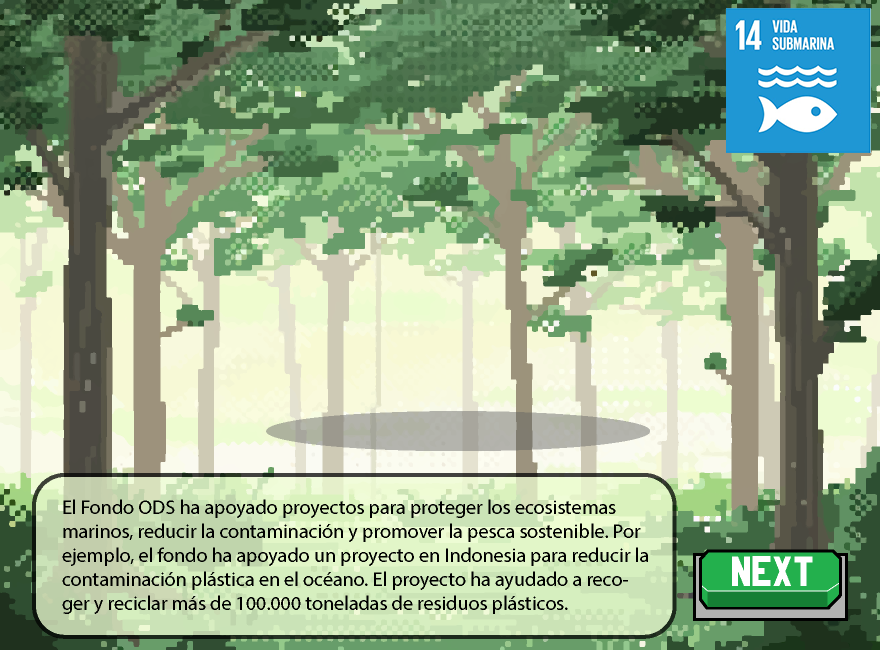 14 VIDA
SUBMARINA
El Fondo ODS ha apoyado proyectos para proteger los ecosistemas
marinos, reducir la contaminación y promover la pesca sostenible. Por
ejemplo, el fondo ha apoyado un proyecto en Indonesia para reducir la
contaminación plástica en el océano. El proyecto ha ayudado a reco-
ger y reciclar más de 100.000 toneladas de residuos plásticos.
NEXT